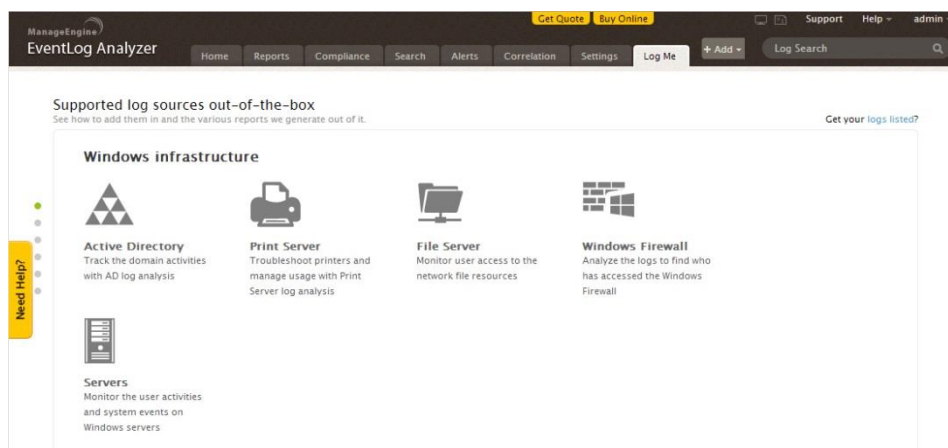 Get Quote Buy Online
Support Help admin
ManageEngine
EventLog Analyzer
Home Reports Compliance Search Alerts Correlation Settings Log Me + Add Log Search
Supported log sources out-of-the-box
See how to add them in and the various reports we generate out of it.
Get your logs listed?
Windows infrastructure
Active Directory
Track the domain activities
with AD log analysis
Print Server
Troubleshoot printers and
manage usage with Print
Server log analysis
File Server
Monitor user access to the
network file resources
Windows Firewall
Analyze the logs to find who
has accessed the Windows
Firewall
Need Help?
Servers
Monitor the user activities
and system events on
Windows servers